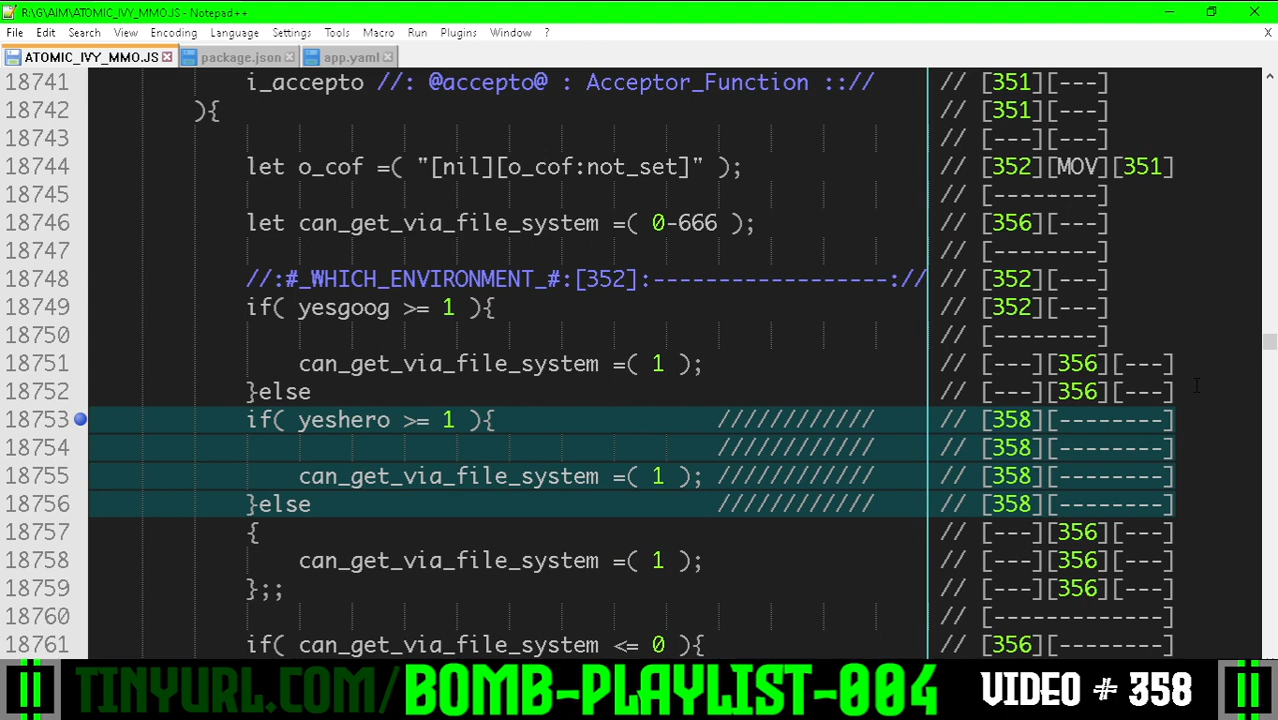 R:\G\AIM\ATOMIC_IVY_MMO.JS - Notepad++
File Edit Search View Encoding Language Settings Tools Macro Run Plugins Window ? X
ATOMIC_IVY_MMO.JS package.json app.yaml
18741 i_accepto //: @accepto@ : Acceptor_Function :::// // [351][---]
18742 ){ // [351][---]
18743 // [---][---]
18744 let o_cof =( "[nil][o_cof:not_set]" ); // [352][MOV][351]
18745 // [--------]
18746 let can_get_via_file_system =( 0-666 ); // [356][---]
18747 // [--------]
18748 //:#_WHICH_ENVIRONMENT_#:[352]:------------------:// // [352][---]
18749 if( yesgoog >= 1 ){ // [352][---]
18750 // [--------]
18751 can_get_via_file_system =( 1 ); // [---][356][---]
18752 }else // [---][356][---]
18753 if( yeshero >= 1 ){ //////////// // [358][--------]
18754 //////////// // [358][--------]
18755 can_get_via_file_system =( 1 ); //////////// // [358][--------]
18756 }else //////////// // [358][--------]
18757 { // [---][356][---]
18758 can_get_via_file_system =( 1 ); // [---][356][---]
18759 };; // [---][356][---]
18760 // [-------------]
18761 if( can_get_via_file_system <= 0 ){ // [356][--------]
TINYURL.COM/BOMB-PLAYLIST-004 VIDEO # 358